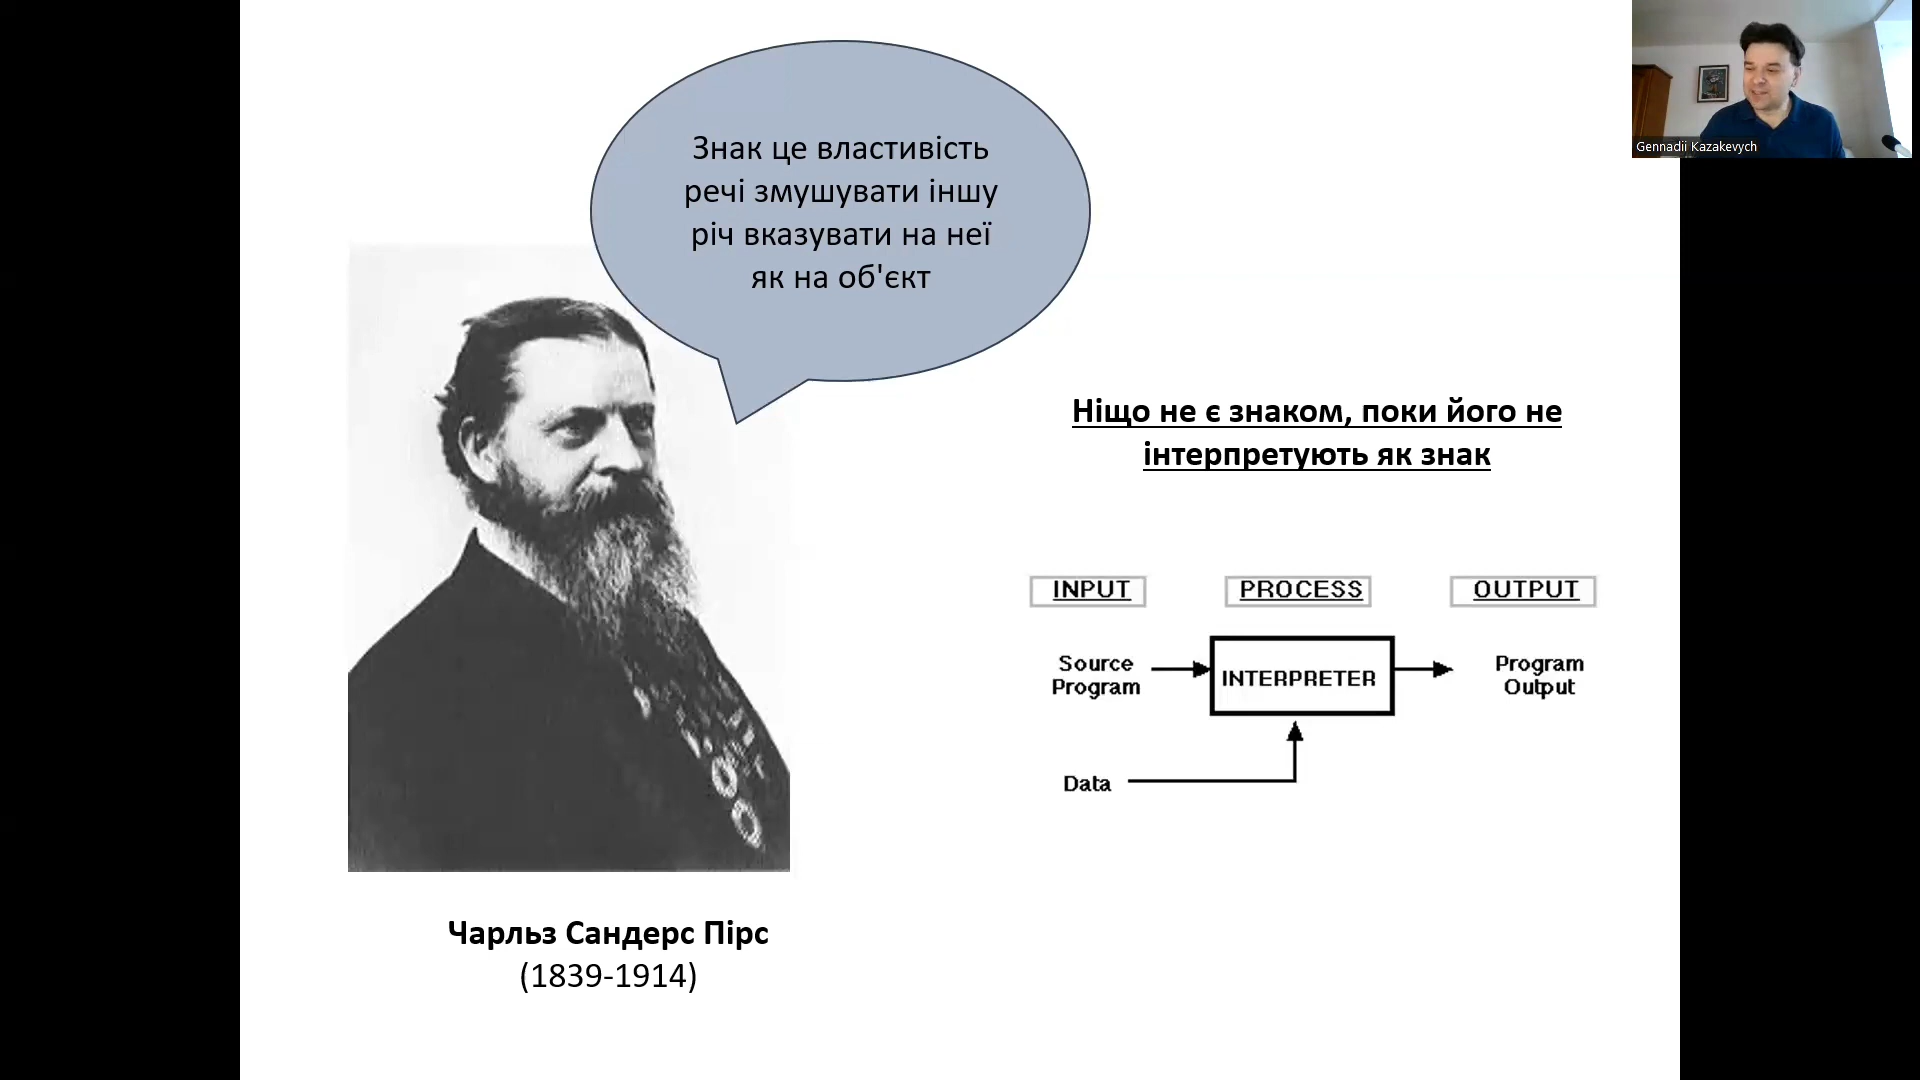 Знак це властивість
речі змушувати іншу
річ вказувати на неї
як на об'єкт
Gennadii Kazakevych
Ніщо не є знаком, поки його не
інтерпретують як знак
INPUT PROCESS OUTPUT
Source
Program
INTERPRETER
Program
Output
Data
Чарльз Сандерс Пірс
(1839-1914)